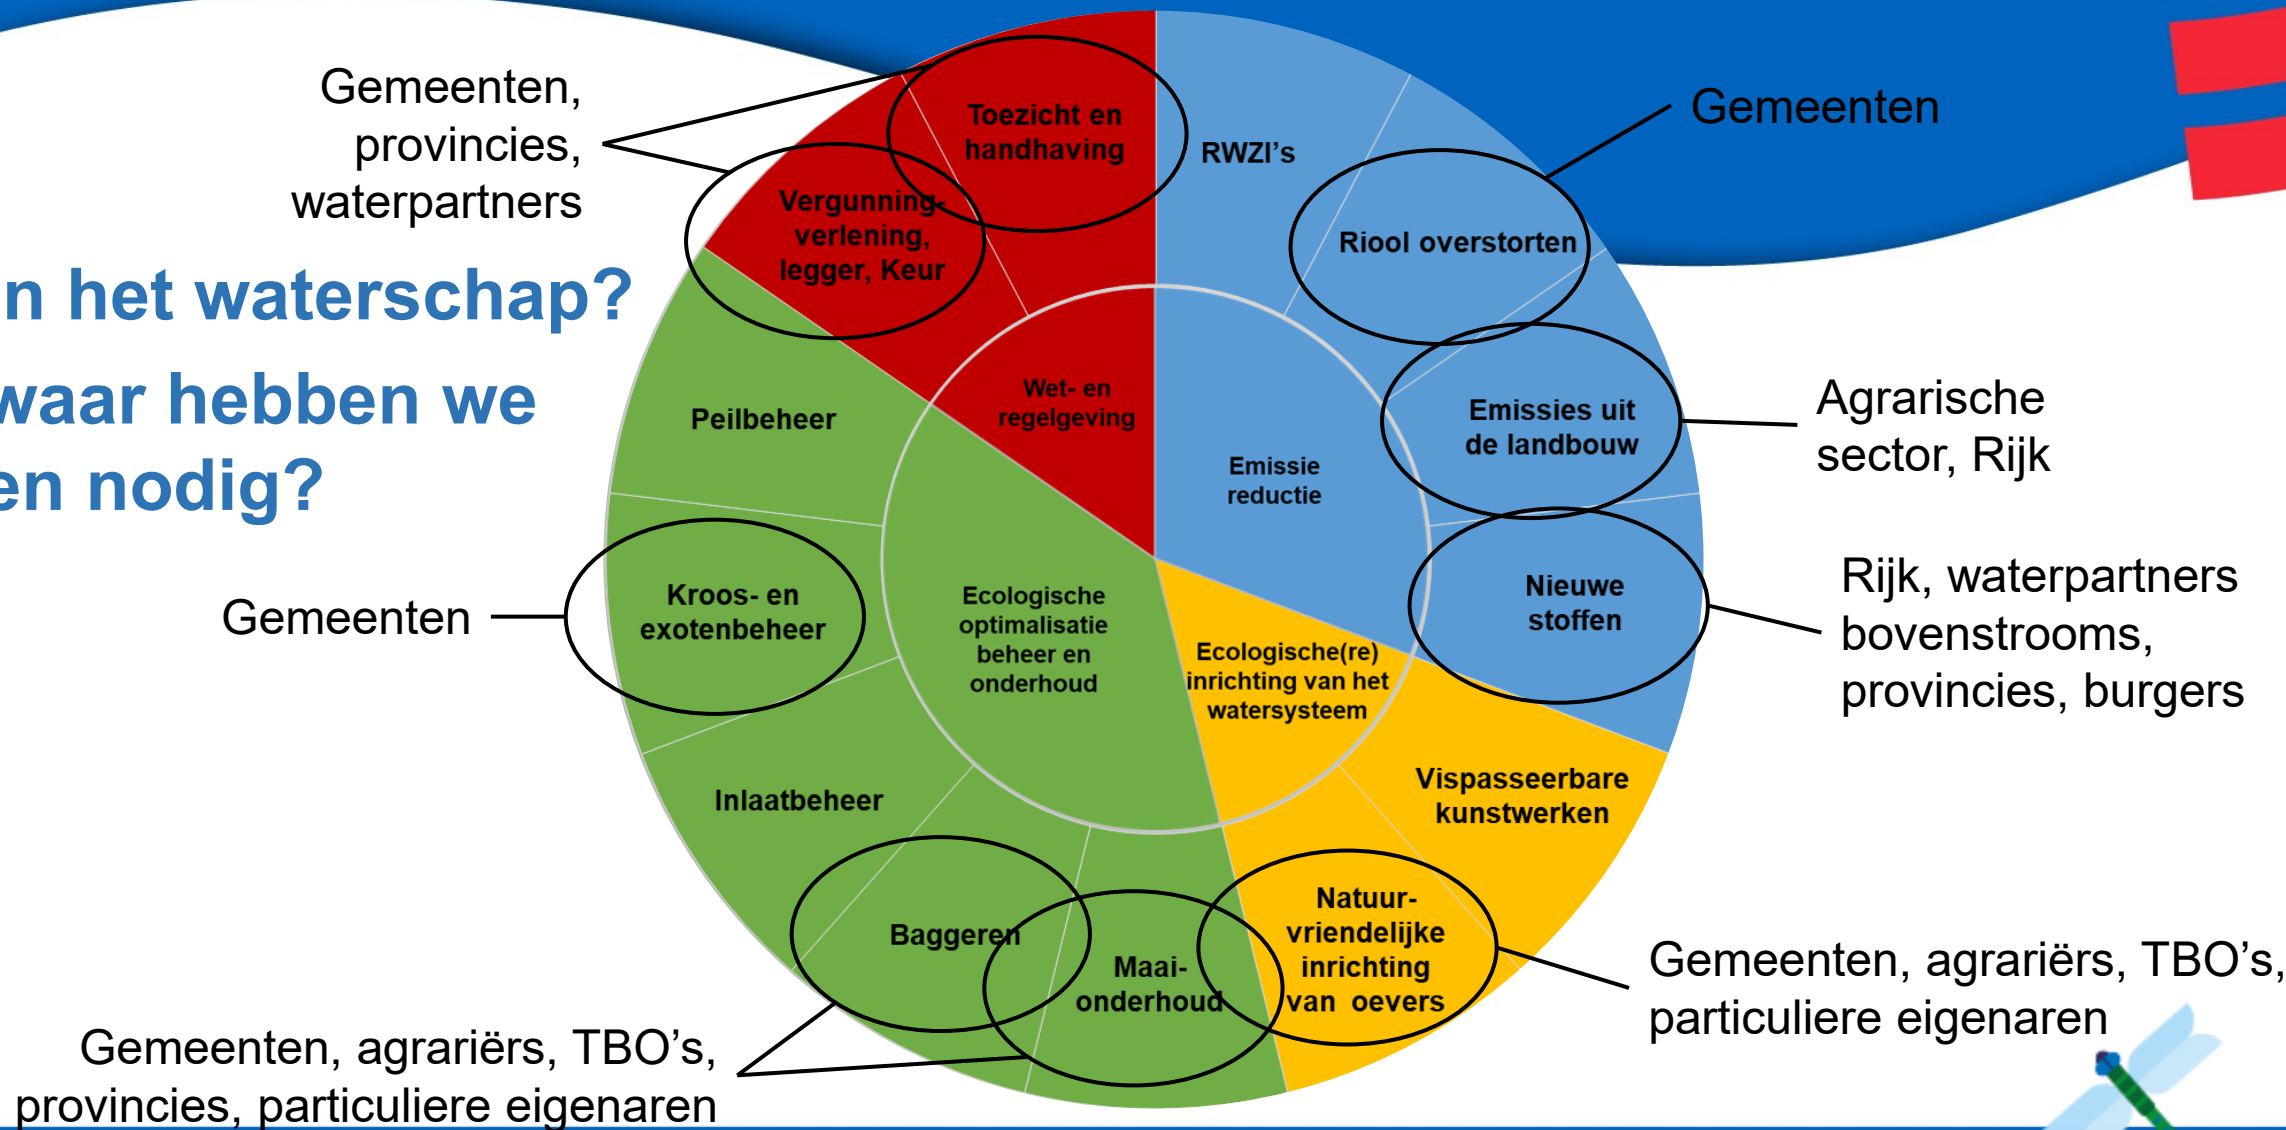 Gemeenten,
provincies,
waterpartners
n het waterschap?
waar hebben we
en nodig?
Gemeenten
Gemeenten, agrariërs, TBO's,
provincies, particuliere eigenaren
Toezicht en
handhaving
Vergunning-
verlening,
legger, Keur
Peilbeheer
Kroos- en
exotenbeheer
Inlaatbeheer
Baggeren
Maai-
onderhoud
Wet- en
regelgeving
Ecologische
optimalisatie
beheer en
onderhoud
Emissie
reductie
Ecologische(re)
inrichting van het
watersysteem
RWZI's
Riool overstorten
Emissies uit
de landbouw
Nieuwe
stoffen
Vispasseerbare
kunstwerken
Natuur-
vriendelijke
inrichting
van oevers
Gemeenten
Agrarische
sector, Rijk
Rijk, waterpartners
bovenstrooms,
provincies, burgers
Gemeenten, agrariërs, TBO's,
particuliere eigenaren